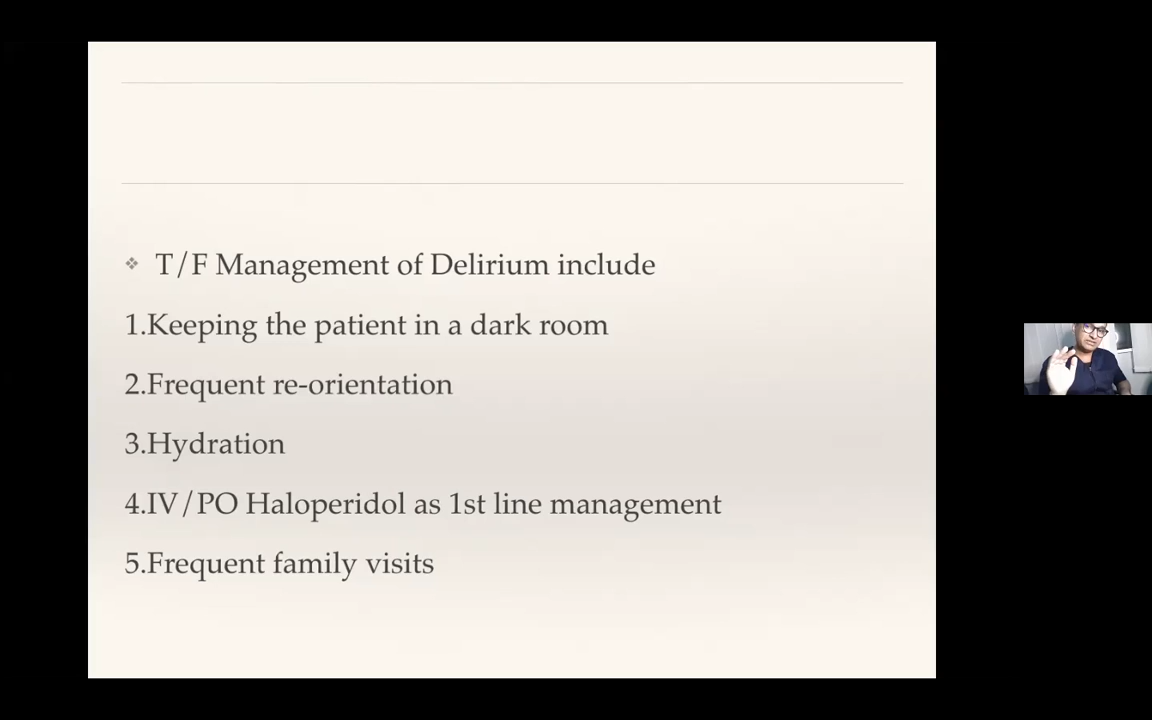 T/F Management of Delirium include
1.Keeping the patient in a dark room
2.Frequent re-orientation
3.Hydration
4.IV/PO Haloperidol as 1st line management
5.Frequent family visits